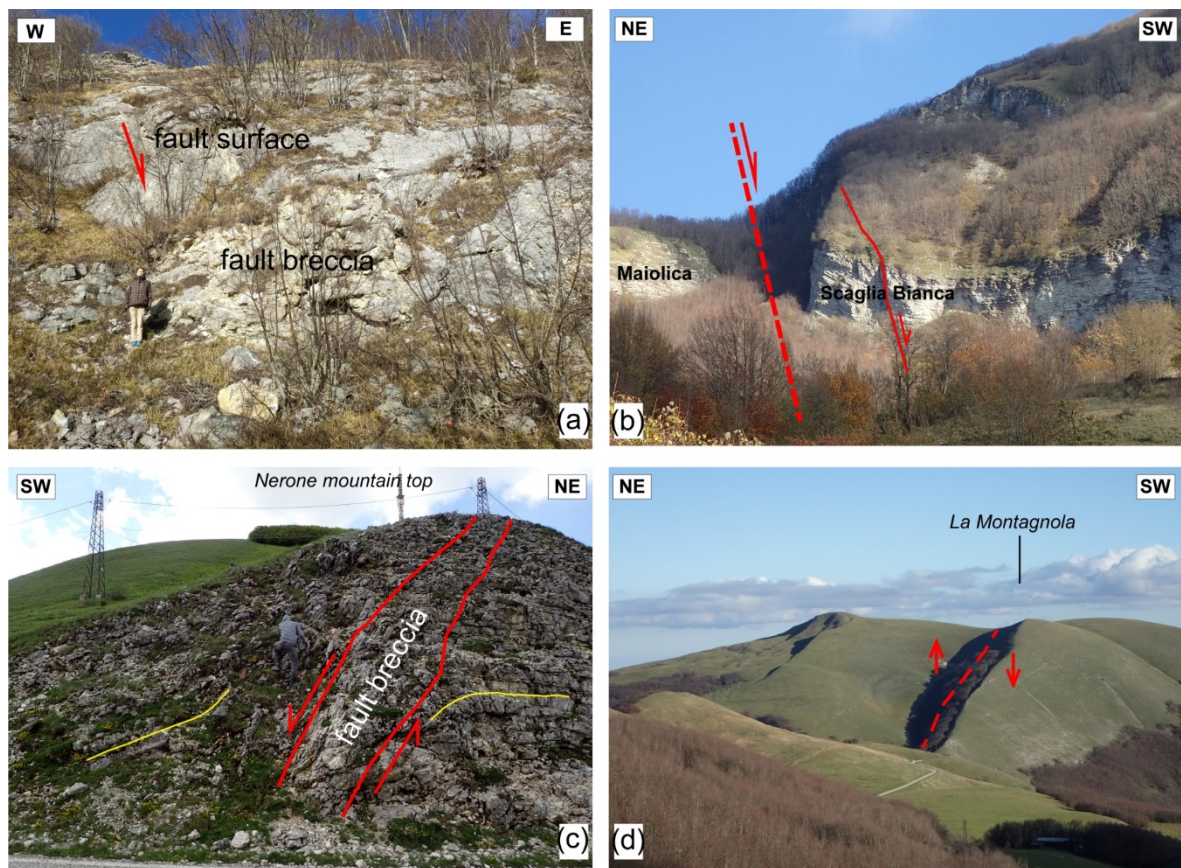 W
E
fault surface
fault breccia
(a)
NE
SW
Maiolica
Scaglia Bianca
(b)
SW
NE
Nerone mountain top
fault breccia
(c)
NE
SW
La Montagnola
(d)